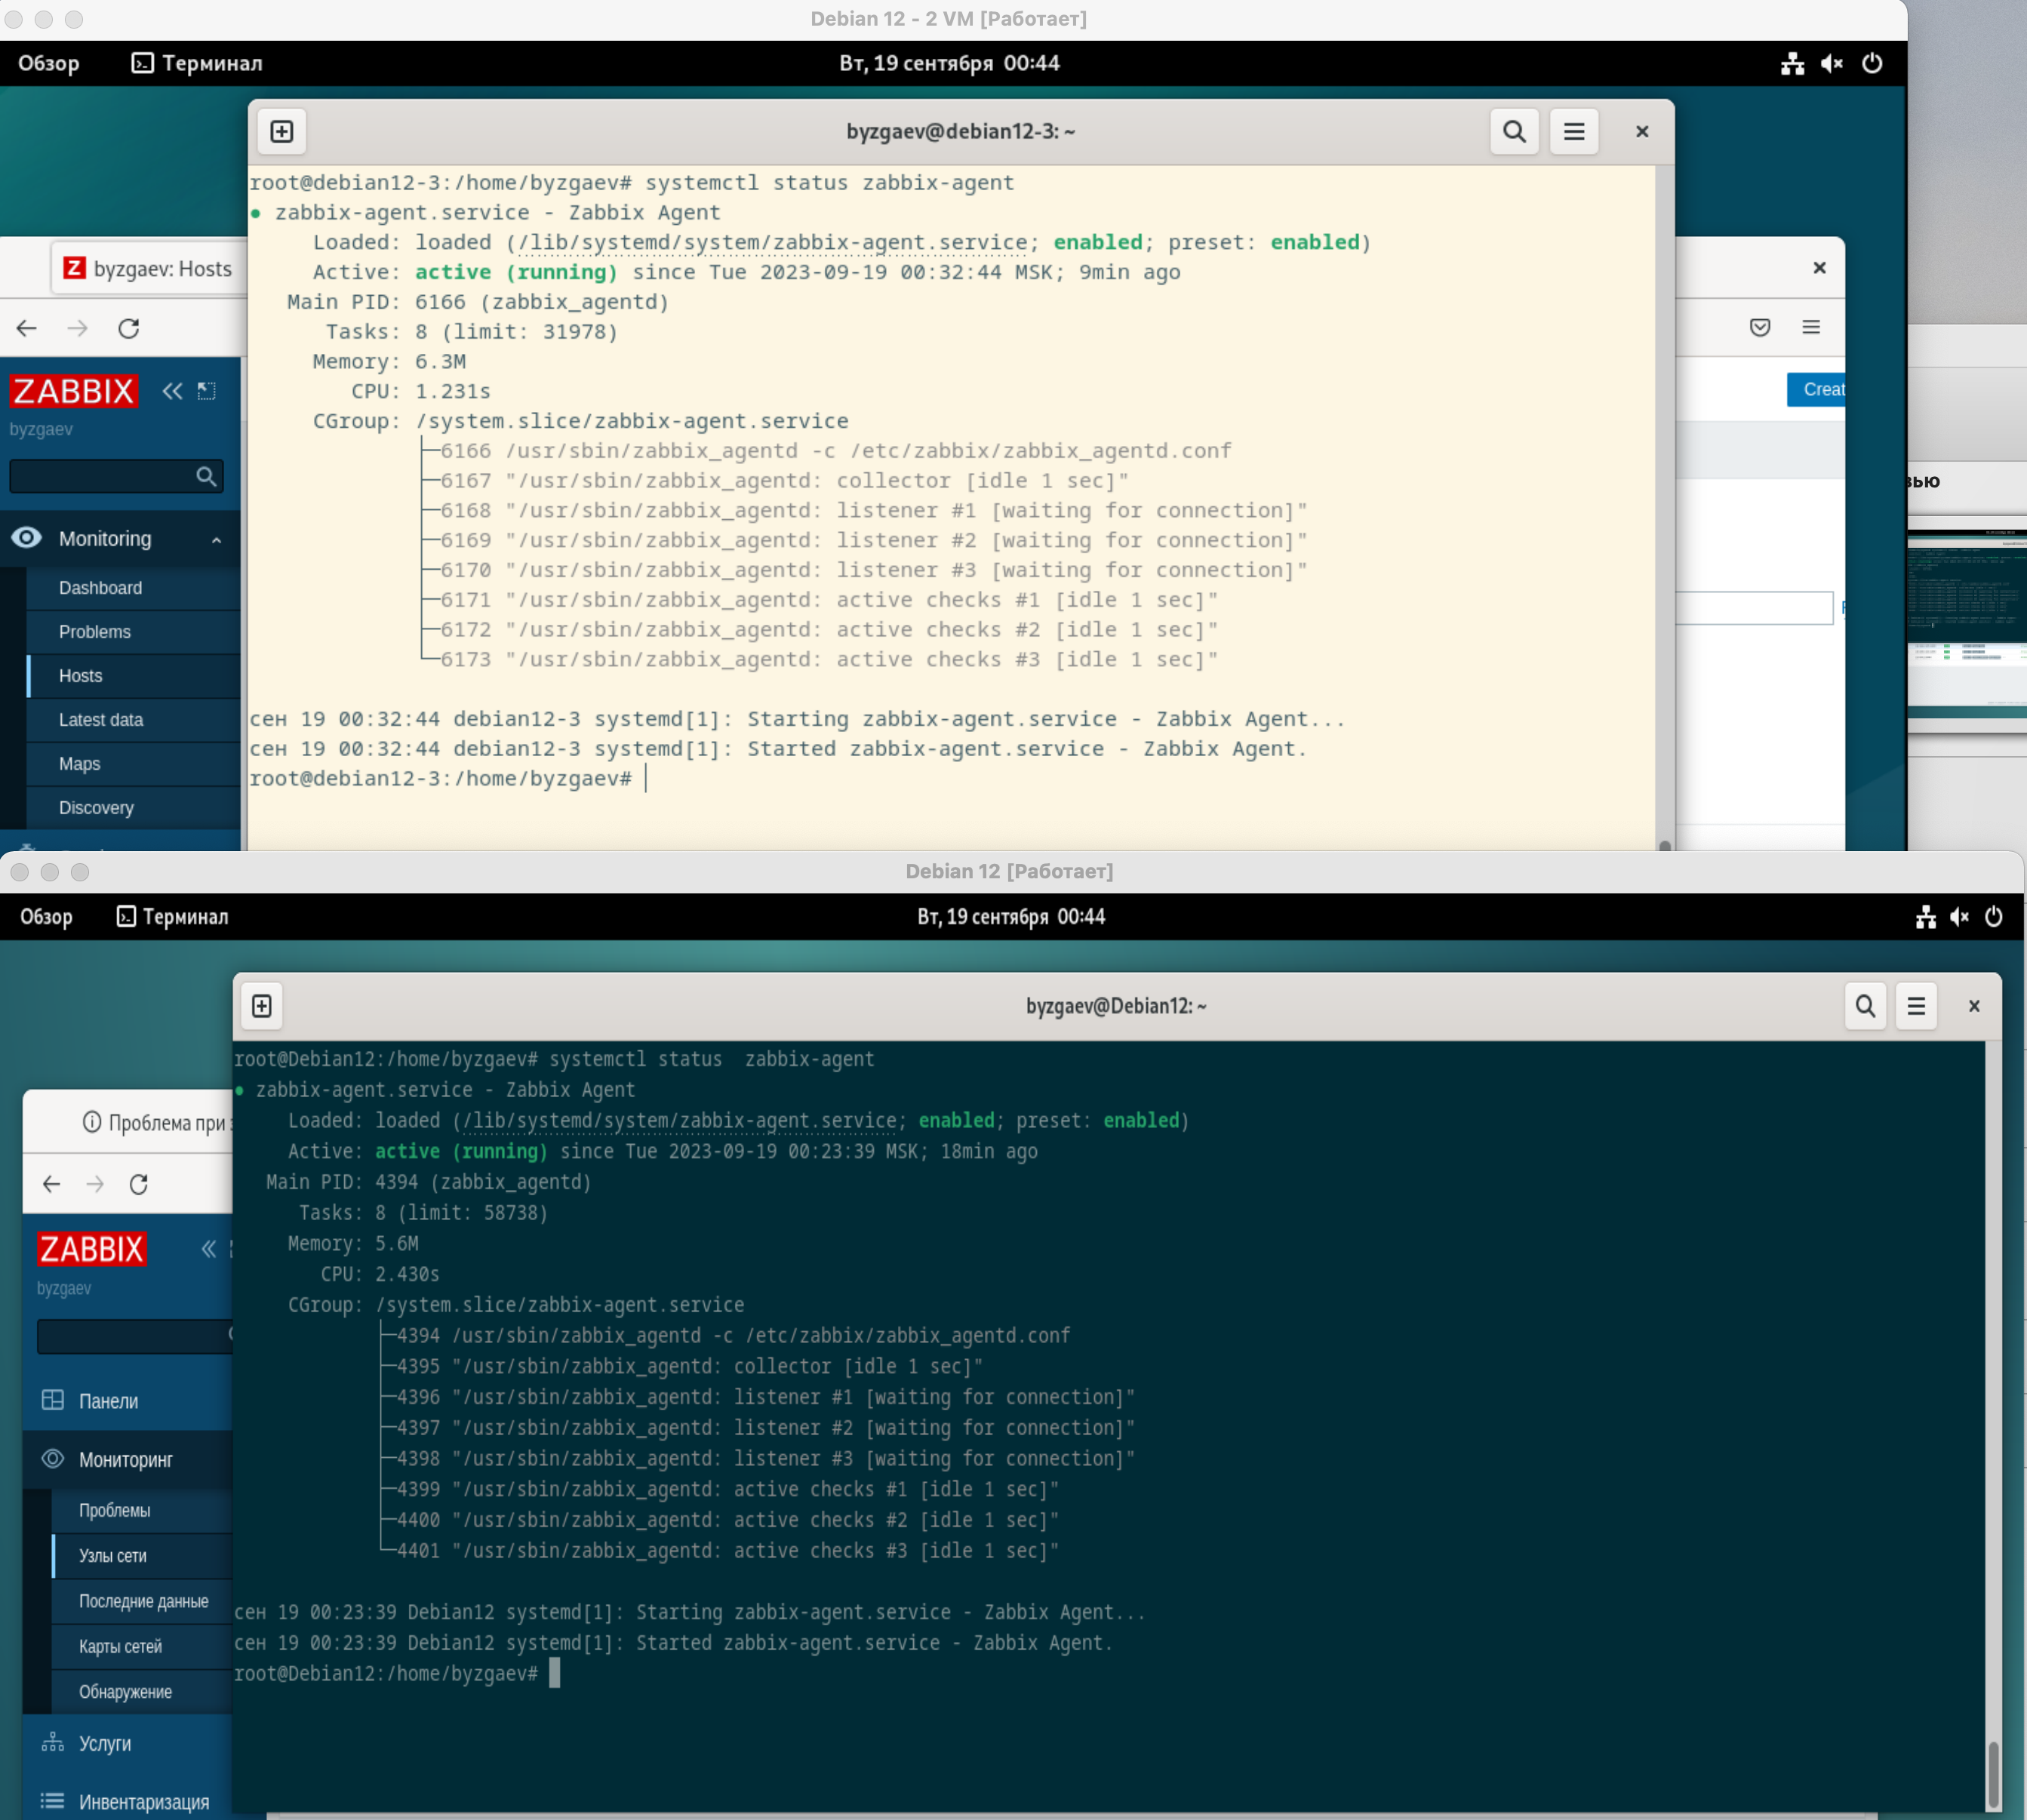 Debian 12 - 2 VM [Работает]
Обзор Терминал Вт, 19 сентября 00:44
byzgaev@debian12-3: ~
root@debian12-3:/home/byzgaev# systemctl status zabbix-agent
● zabbix-agent.service - Zabbix Agent
Loaded: loaded (/lib/systemd/system/zabbix-agent.service; enabled; preset: enabled)
Active: active (running) since Tue 2023-09-19 00:32:44 MSK; 9min ago
Main PID: 6166 (zabbix_agentd)
Tasks: 8 (limit: 31978)
Memory: 6.3M
CPU: 1.231s
CGroup: /system.slice/zabbix-agent.service
├─6166 /usr/sbin/zabbix_agentd -c /etc/zabbix/zabbix_agentd.conf
├─6167 "/usr/sbin/zabbix_agentd: collector [idle 1 sec]"
├─6168 "/usr/sbin/zabbix_agentd: listener #1 [waiting for connection]"
├─6169 "/usr/sbin/zabbix_agentd: listener #2 [waiting for connection]"
├─6170 "/usr/sbin/zabbix_agentd: listener #3 [waiting for connection]"
├─6171 "/usr/sbin/zabbix_agentd: active checks #1 [idle 1 sec]"
├─6172 "/usr/sbin/zabbix_agentd: active checks #2 [idle 1 sec]"
└─6173 "/usr/sbin/zabbix_agentd: active checks #3 [idle 1 sec]"
сен 19 00:32:44 debian12-3 systemd[1]: Starting zabbix-agent.service - Zabbix Agent...
сен 19 00:32:44 debian12-3 systemd[1]: Started zabbix-agent.service - Zabbix Agent.
root@debian12-3:/home/byzgaev#
Z byzgaev: Hosts
ZABBIX
byzgaev
Monitoring
Dashboard
Problems
Hosts
Latest data
Maps
Discovery
Creat
вью
Debian 12 [Работает]
Обзор Терминал Вт, 19 сентября 00:44
byzgaev@Debian12: ~
root@Debian12:/home/byzgaev# systemctl status  zabbix-agent
● zabbix-agent.service - Zabbix Agent
Loaded: loaded (/lib/systemd/system/zabbix-agent.service; enabled; preset: enabled)
Active: active (running) since Tue 2023-09-19 00:23:39 MSK; 18min ago
Main PID: 4394 (zabbix_agentd)
Tasks: 8 (limit: 58738)
Memory: 5.6M
CPU: 2.430s
CGroup: /system.slice/zabbix-agent.service
├─4394 /usr/sbin/zabbix_agentd -c /etc/zabbix/zabbix_agentd.conf
├─4395 "/usr/sbin/zabbix_agentd: collector [idle 1 sec]"
├─4396 "/usr/sbin/zabbix_agentd: listener #1 [waiting for connection]"
├─4397 "/usr/sbin/zabbix_agentd: listener #2 [waiting for connection]"
├─4398 "/usr/sbin/zabbix_agentd: listener #3 [waiting for connection]"
├─4399 "/usr/sbin/zabbix_agentd: active checks #1 [idle 1 sec]"
├─4400 "/usr/sbin/zabbix_agentd: active checks #2 [idle 1 sec]"
└─4401 "/usr/sbin/zabbix_agentd: active checks #3 [idle 1 sec]"
сен 19 00:23:39 Debian12 systemd[1]: Starting zabbix-agent.service - Zabbix Agent...
сен 19 00:23:39 Debian12 systemd[1]: Started zabbix-agent.service - Zabbix Agent.
root@Debian12:/home/byzgaev#
Проблема при
ZABBIX
byzgaev
Панели
Мониторинг
Проблемы
Узлы сети
Последние данные
Карты сетей
Обнаружение
Услуги
Инвентаризация